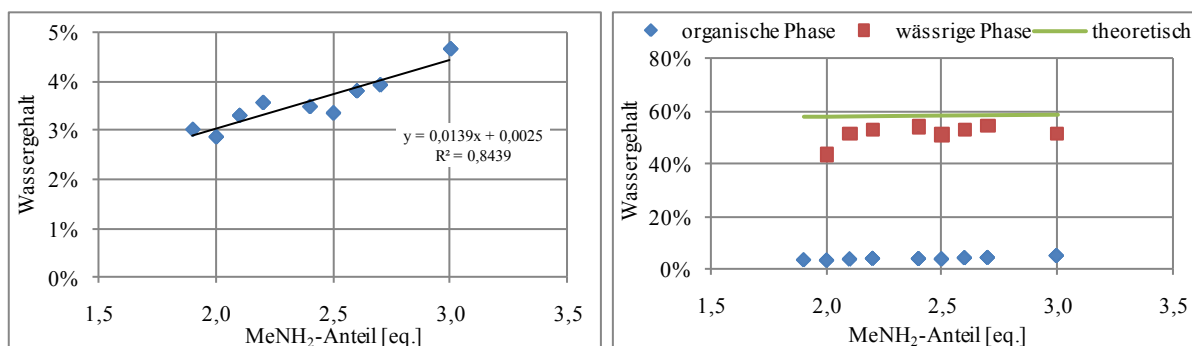 5%
4%
3%
2%
1%
0%
Wassergehalt
y = 0,0139x + 0,0025
R² = 0,8439
1,5 2,0 2,5 3,0 3,5
MeNH₂-Anteil [eq.]
organische Phase wässrige Phase theoretisch
80%
60%
40%
20%
0%
Wassergehalt
1,5 2,0 2,5 3,0 3,5
MeNH₂-Anteil [eq.]